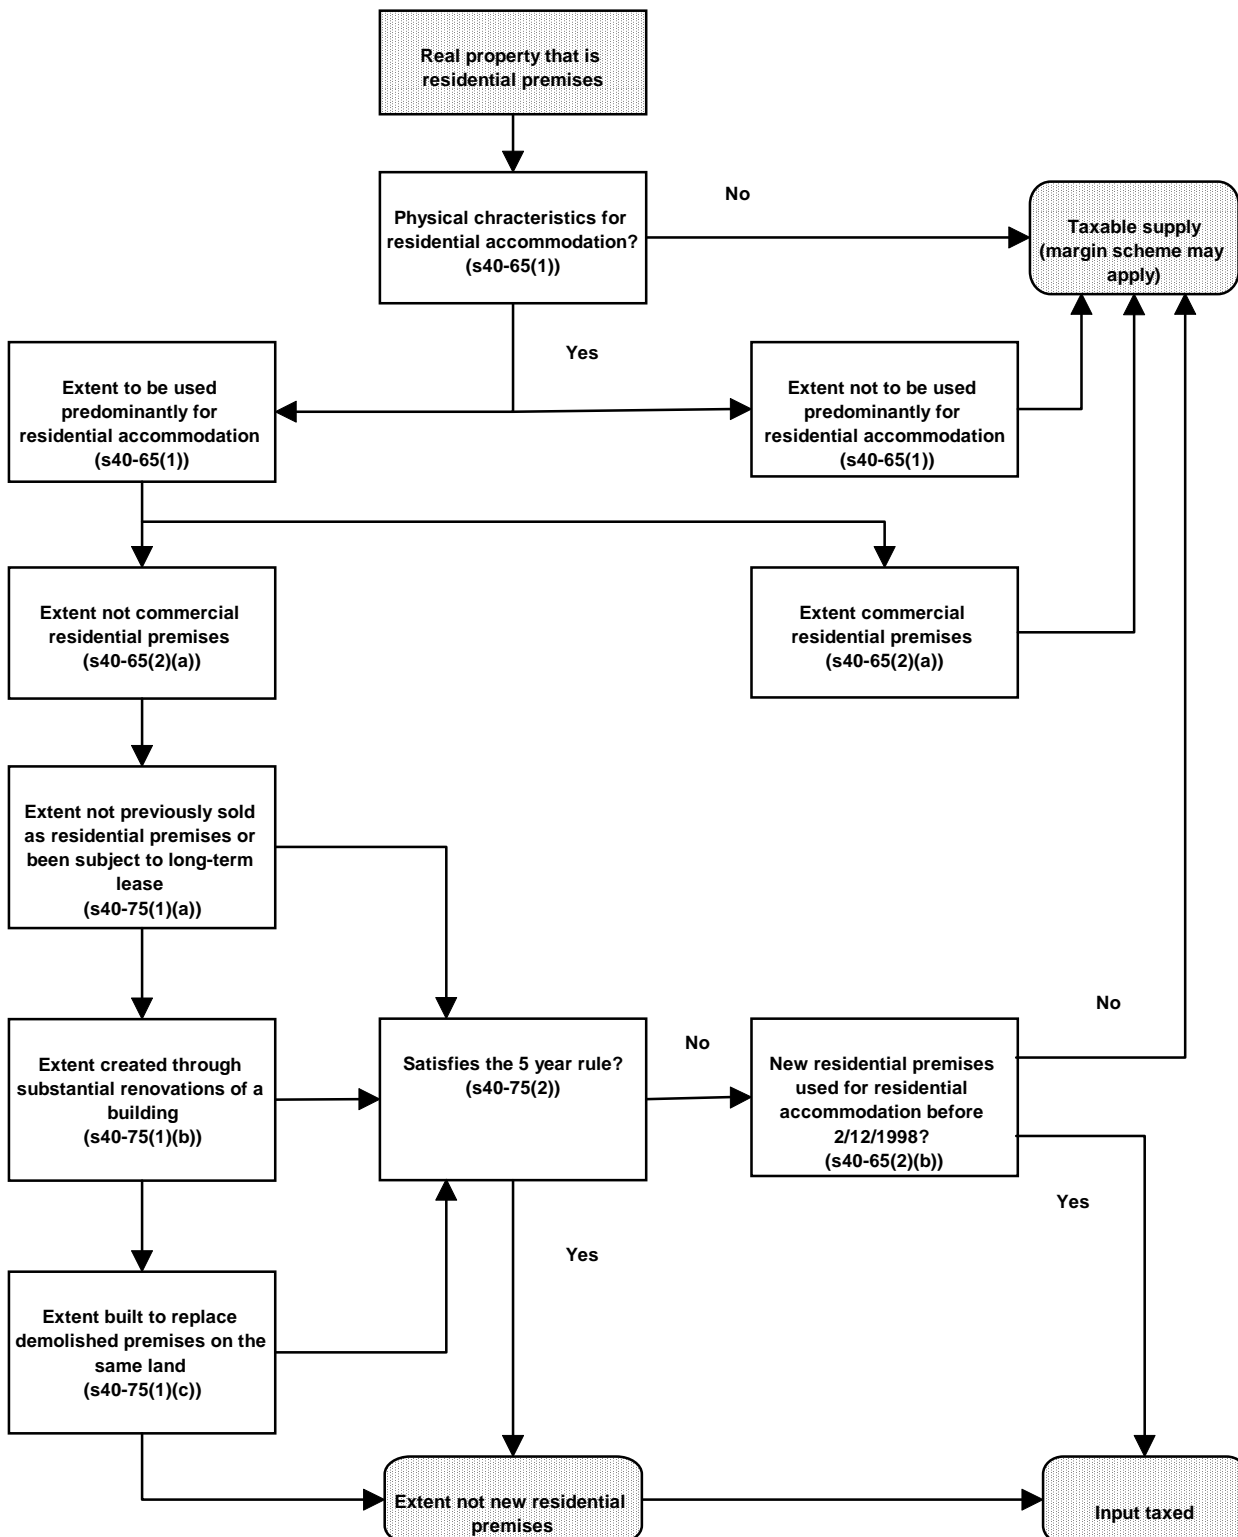 Real property that is
residential premises
No
Physical chracteristics for
residential accommodation?
(s40-65(1))
Taxable supply
(margin scheme may
apply)
Yes
Extent to be used
predominantly for
residential accommodation
(s40-65(1))
Extent not to be used
predominantly for
residential accommodation
(s40-65(1))
Extent not commercial
residential premises
(s40-65(2)(a))
Extent commercial
residential premises
(s40-65(2)(a))
Extent not previously sold
as residential premises or
been subject to long-term
lease
(s40-75(1)(a))
Extent created through
substantial renovations of a
building
(s40-75(1)(b))
Satisfies the 5 year rule?
(s40-75(2))
No
New residential premises
used for residential
accommodation before
2/12/1998?
(s40-65(2)(b))
No
Yes
Yes
Extent built to replace
demolished premises on the
same land
(s40-75(1)(c))
Extent not new residential
premises
Input taxed